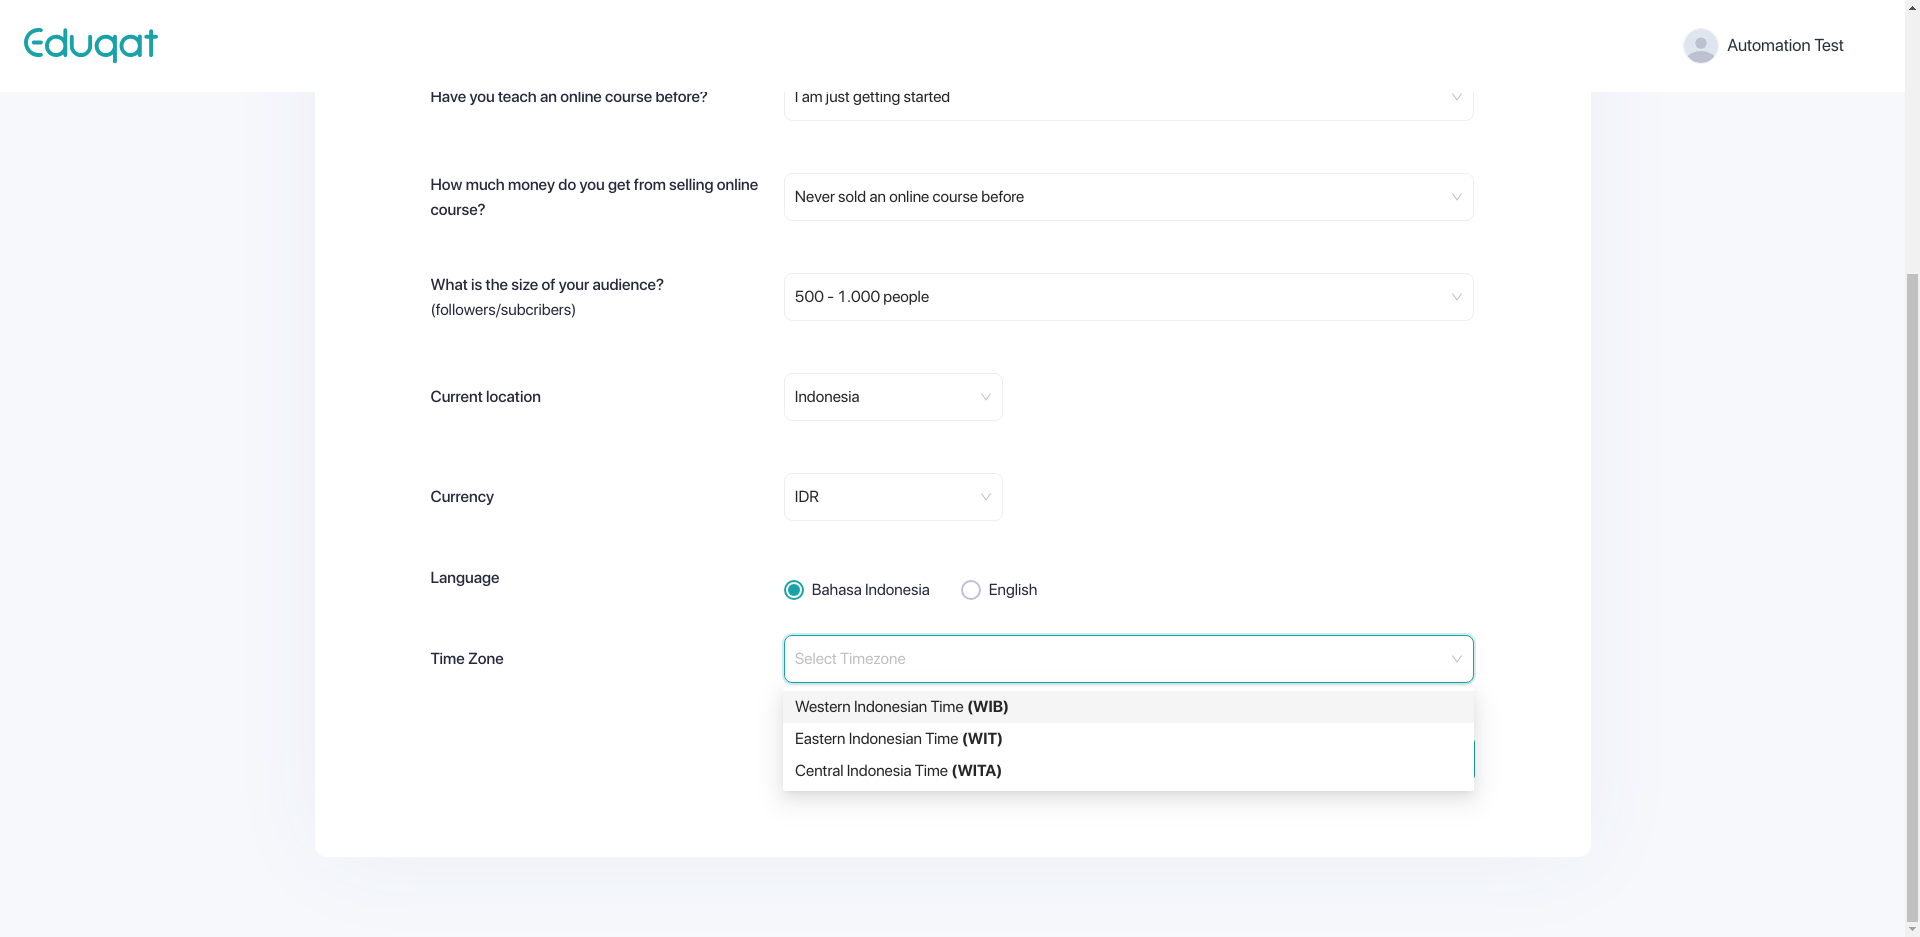 Eduqat
Automation Test
Have you teach an online course before?
I am just getting started
How much money do you get from selling online
course?
Never sold an online course before
What is the size of your audience?
(followers/subcribers)
500 - 1.000 people
Current location
Indonesia
Currency
IDR
Language
Bahasa Indonesia
English
Time Zone
Select Timezone
Western Indonesian Time (WIB)
Eastern Indonesian Time (WIT)
Central Indonesia Time (WITA)